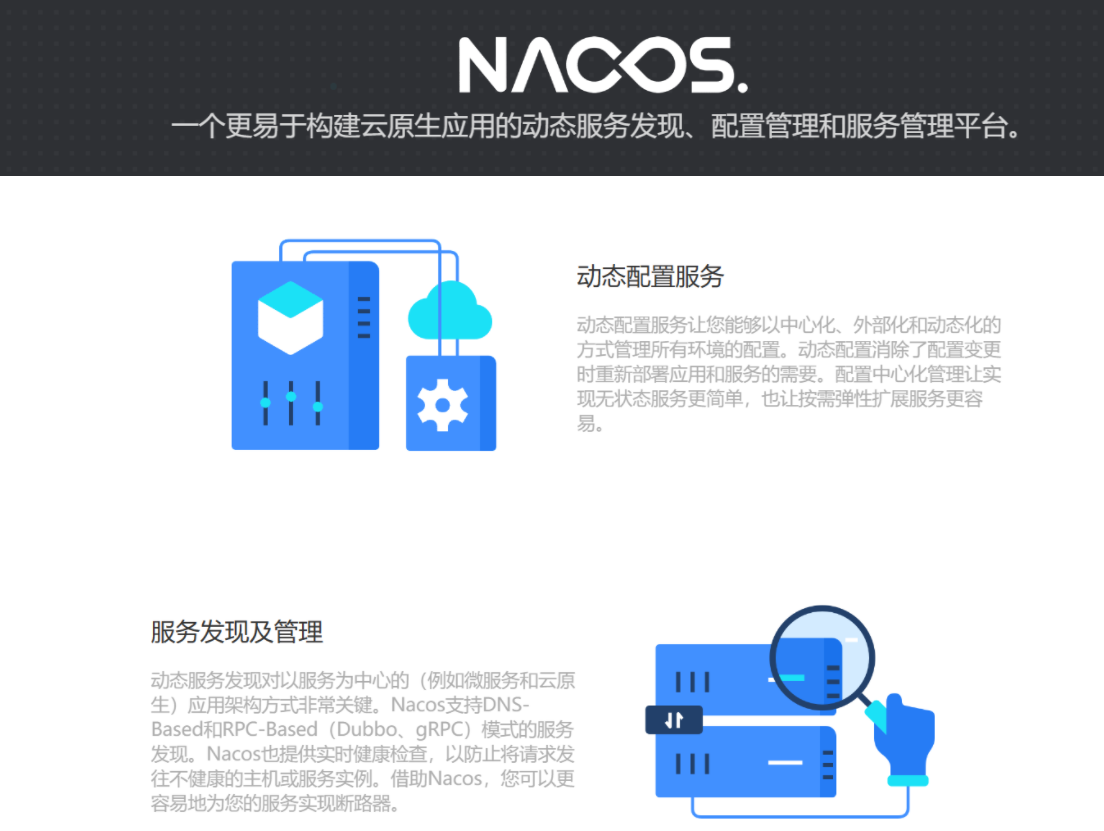 NACOS.
一个更易于构建云原生应用的动态服务发现、配置管理和服务管理平台。
动态配置服务
动态配置服务让您能够以中心化、外部化和动态化的
方式管理所有环境的配置。动态配置消除了配置变更
时重新部署应用和服务的需要。配置中心化管理让实
现无状态服务更简单，也让按需弹性扩展服务更容
易。
服务发现及管理
动态服务发现对以服务为中心的（例如微服务和云原
生）应用架构方式非常关键。Nacos支持DNS-
Based和RPC-Based（Dubbo、gRPC）模式的服务
发现。Nacos也提供实时健康检查，以防止将请求发
往不健康的主机或服务实例。借助Nacos，您可以更
容易地为您的服务实现断路器。